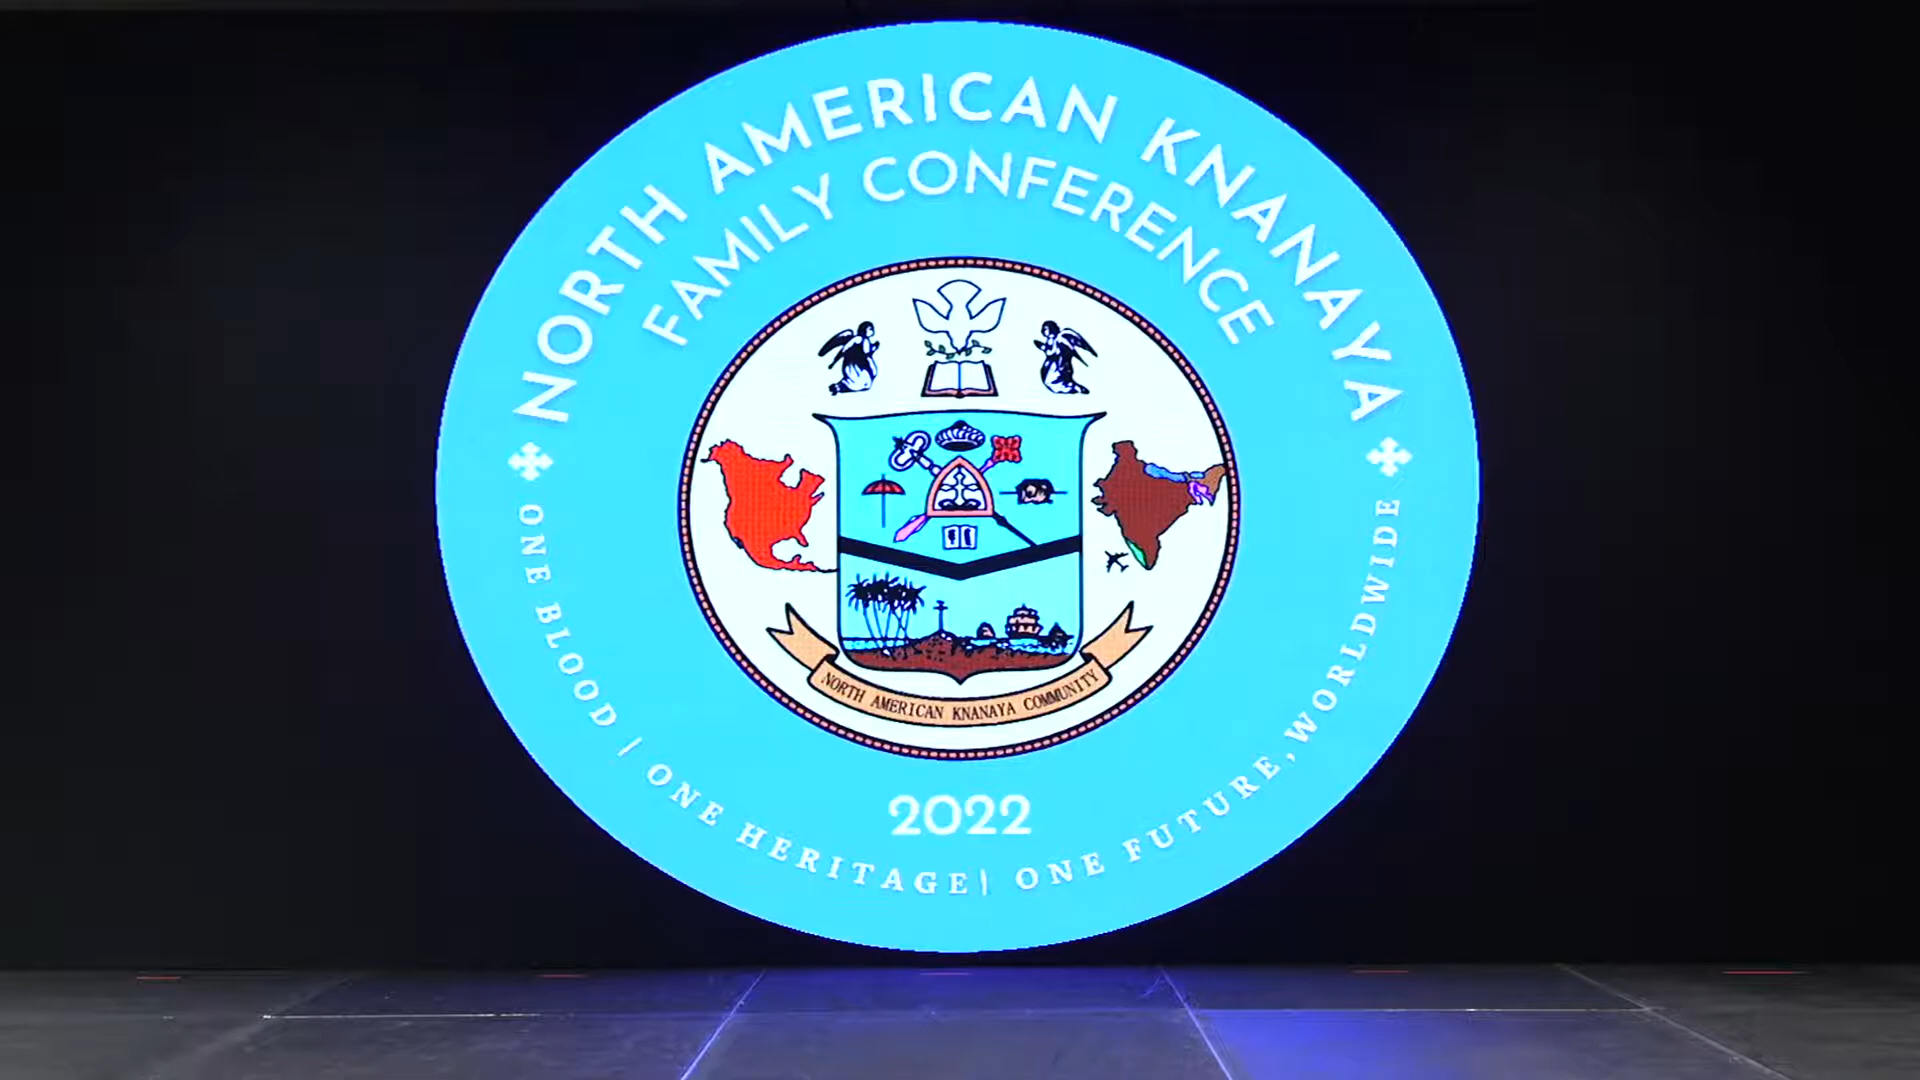 NORTH AMERICAN KNANAYA
FAMILY CONFERENCE
NORTH AMERICAN KNANAYA COMMUNITY
2022
ONE BLOOD | ONE HERITAGE| ONE FUTURE,WORLDWIDE